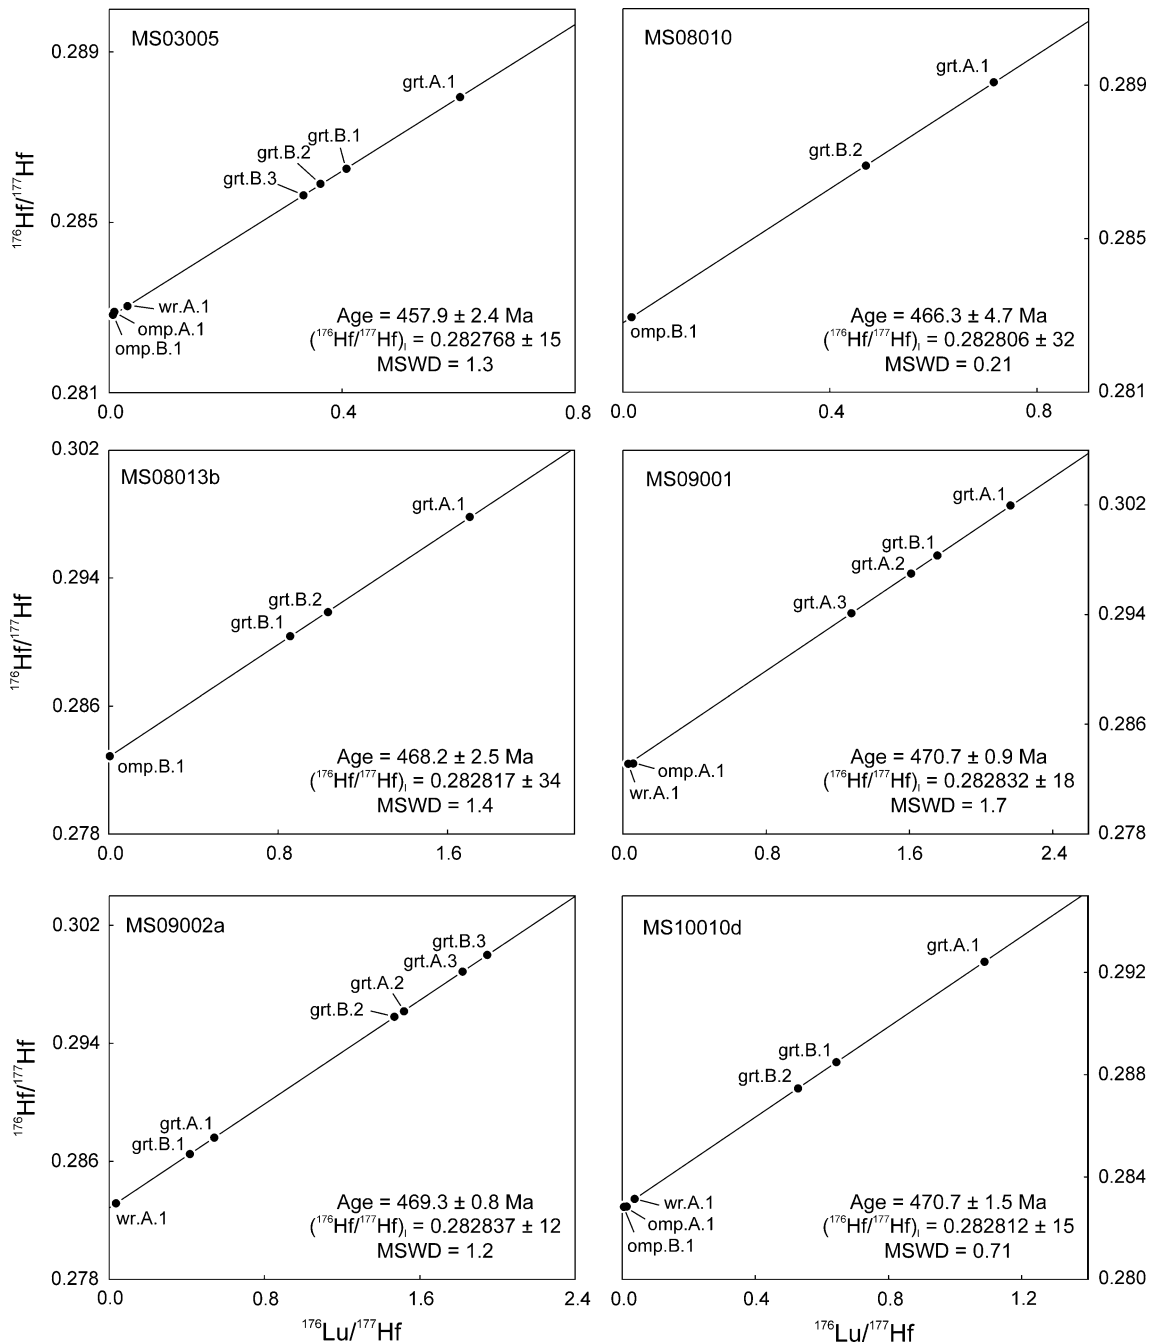 MS03005
0.289
0.285
0.281
¹⁷⁶Hf/¹⁷⁷Hf
grt.A.1
grt.B.1
grt.B.2
grt.B.3
wr.A.1
omp.A.1
omp.B.1
Age = 457.9 ± 2.4 Ma
(¹⁷⁶Hf/¹⁷⁷Hf)ᵢ = 0.282768 ± 15
MSWD = 1.3
0.0 0.4 0.8
MS08010
grt.A.1
grt.B.2
omp.B.1
0.289
0.285
0.281
Age = 466.3 ± 4.7 Ma
(¹⁷⁶Hf/¹⁷⁷Hf)ᵢ = 0.282806 ± 32
MSWD = 0.21
0.0 0.4 0.8
MS08013b
0.302
0.294
0.286
0.278
¹⁷⁶Hf/¹⁷⁷Hf
grt.A.1
grt.B.2
grt.B.1
omp.B.1
Age = 468.2 ± 2.5 Ma
(¹⁷⁶Hf/¹⁷⁷Hf)ᵢ = 0.282817 ± 34
MSWD = 1.4
0.0 0.8 1.6
MS09001
grt.A.1
grt.B.1
grt.A.2
grt.A.3
omp.A.1
wr.A.1
0.302
0.294
0.286
0.278
Age = 470.7 ± 0.9 Ma
(¹⁷⁶Hf/¹⁷⁷Hf)ᵢ = 0.282832 ± 18
MSWD = 1.7
0.0 0.8 1.6 2.4
MS09002a
0.302
0.294
0.286
0.278
¹⁷⁶Hf/¹⁷⁷Hf
grt.B.3
grt.A.3
grt.A.2
grt.B.2
grt.A.1
grt.B.1
wr.A.1
Age = 469.3 ± 0.8 Ma
(¹⁷⁶Hf/¹⁷⁷Hf)ᵢ = 0.282837 ± 12
MSWD = 1.2
0.0 0.8 1.6 2.4
¹⁷⁶Lu/¹⁷⁷Hf
MS10010d
grt.A.1
grt.B.1
grt.B.2
wr.A.1
omp.A.1
omp.B.1
0.292
0.288
0.284
0.280
Age = 470.7 ± 1.5 Ma
(¹⁷⁶Hf/¹⁷⁷Hf)ᵢ = 0.282812 ± 15
MSWD = 0.71
0.0 0.4 0.8 1.2
¹⁷⁶Lu/¹⁷⁷Hf